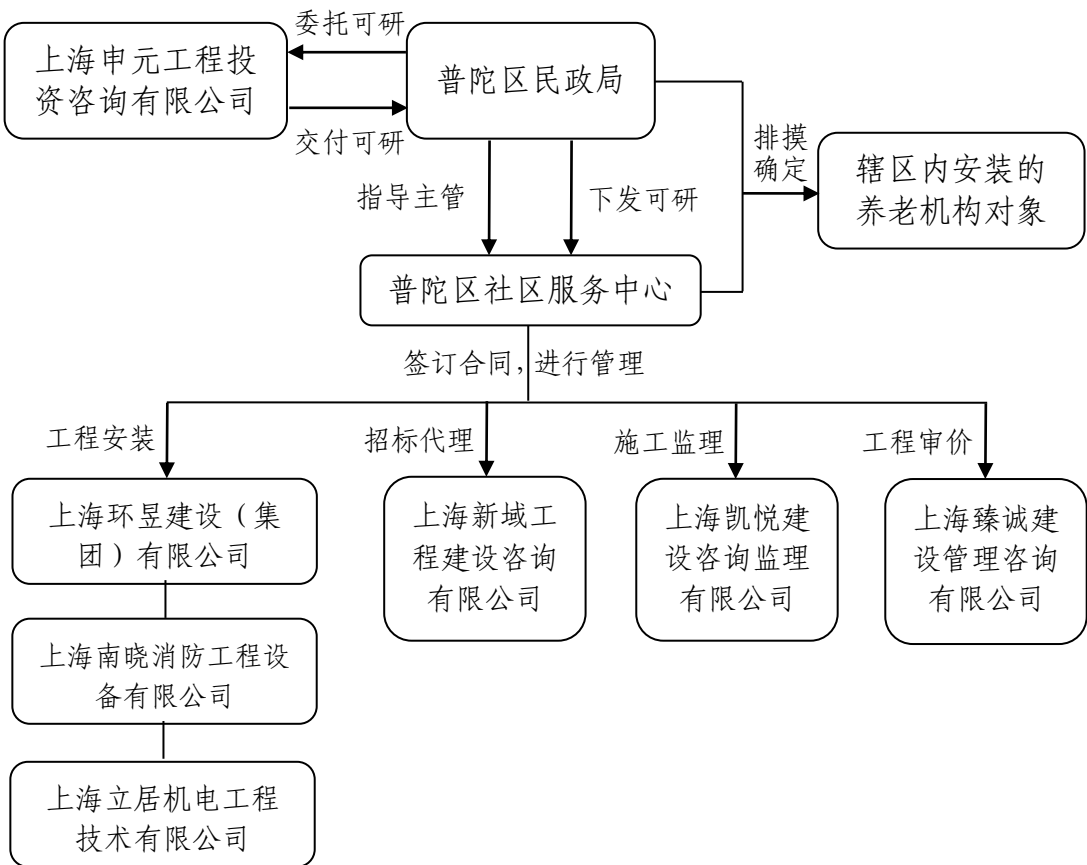 委托可研
上海申元工程投
资咨询有限公司
普陀区民政局
交付可研
排摸
确定
辖区内安装的
养老机构对象
指导主管
下发可研
普陀区社区服务中心
签订合同，进行管理
工程安装
招标代理
施工监理
工程审价
上海环昱建设（集
团）有限公司
上海新域工
程建设咨询
有限公司
上海凯悦建
设咨询监理
有限公司
上海臻诚建
设管理咨询
有限公司
上海南晓消防工程设
备有限公司
上海立居机电工程
技术有限公司